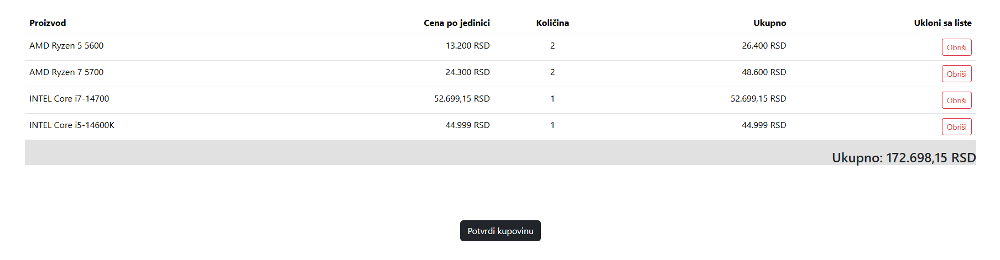 Proizvod Cena po jedinici Količina Ukupno Ukloni sa liste
AMD Ryzen 5 5600 13.200 RSD 2 26.400 RSD Obriši
AMD Ryzen 7 5700 24.300 RSD 2 48.600 RSD Obriši
INTEL Core i7-14700 52.699,15 RSD 1 52.699,15 RSD Obriši
INTEL Core i5-14600K 44.999 RSD 1 44.999 RSD Obriši
Ukupno: 172.698,15 RSD
Potvrdi kupovinu